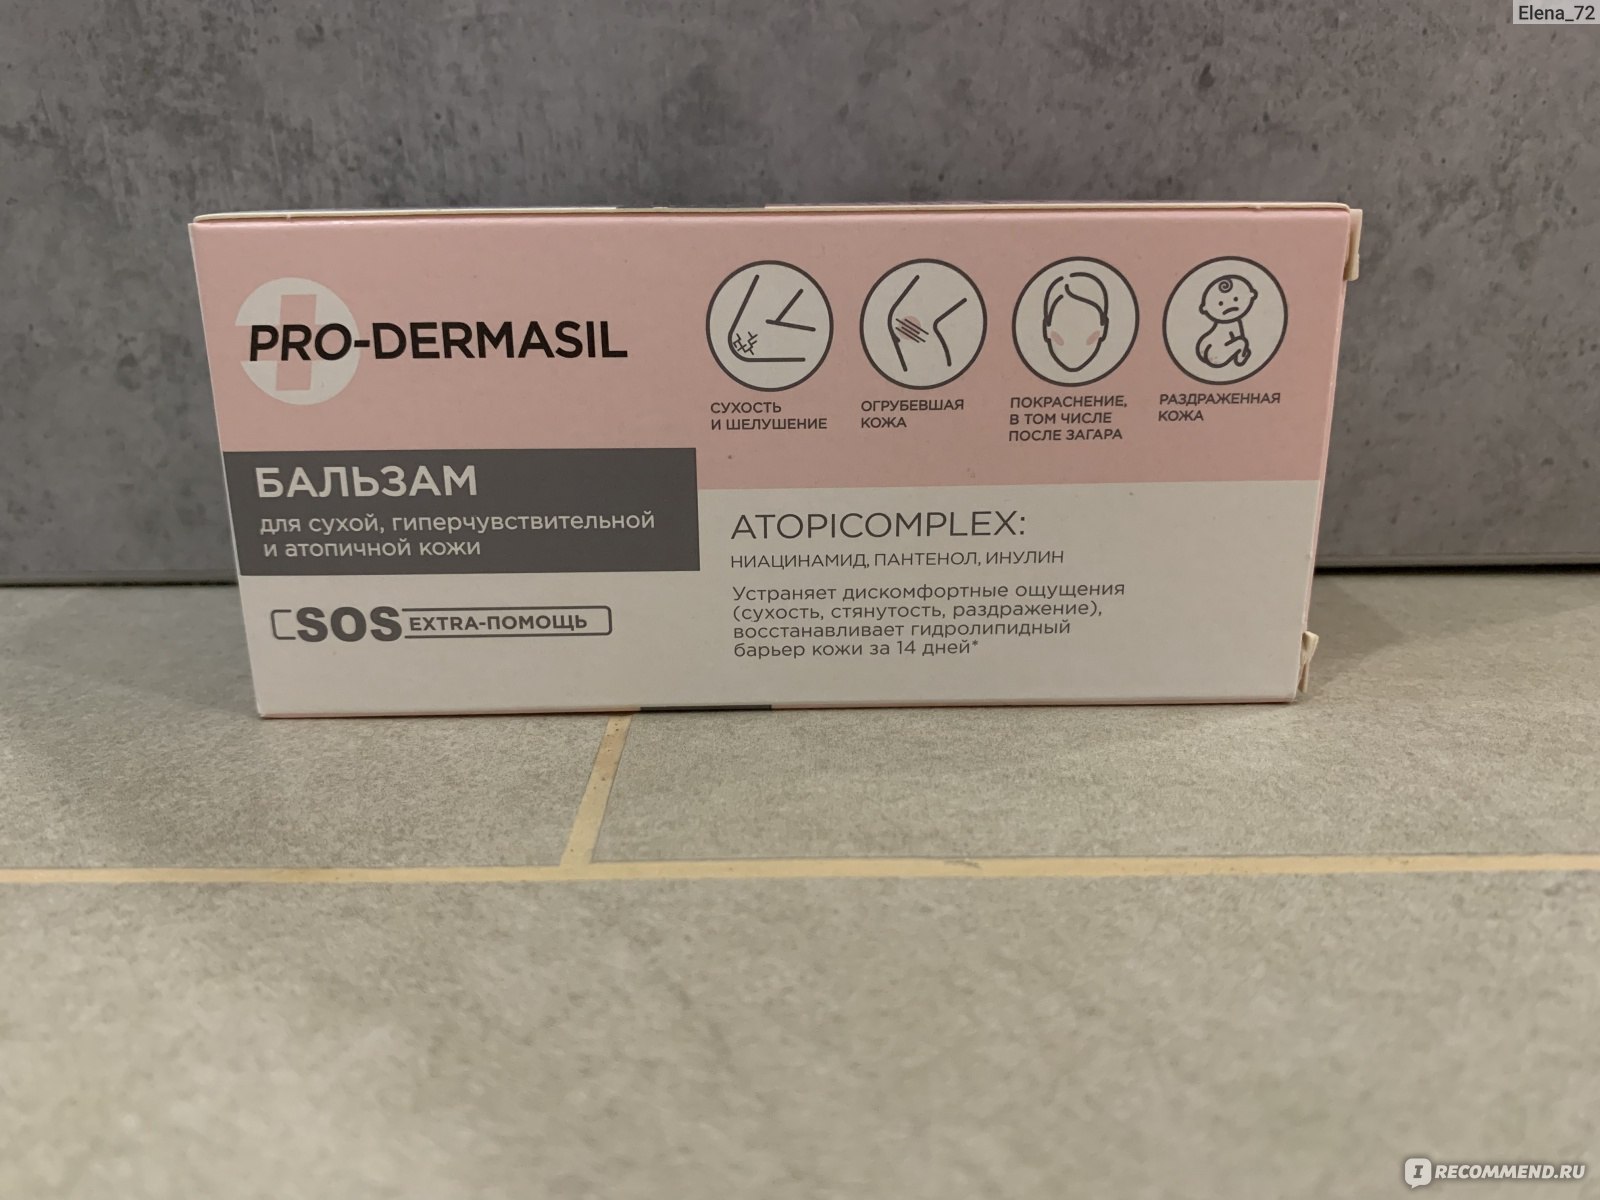 Elena_72
PRO-DERMASIL
СУХОСТЬ
И ШЕЛУШЕНИЕ
ОГРУБЕВШАЯ
КОЖА
ПОКРАСНЕНИЕ,
В ТОМ ЧИСЛЕ
ПОСЛЕ ЗАГАРА
РАЗДРАЖЕННАЯ
КОЖА
БАЛЬЗАМ
для сухой, гиперчувствительной
и атопичной кожи
SOS EXTRA-ПОМОЩЬ
ATOPICOMPLEX:
НИАЦИНАМИД, ПАНТЕНОЛ, ИНУЛИН
Устраняет дискомфортные ощущения
(сухость, стянутость, раздражение),
восстанавливает гидролипидный
барьер кожи за 14 дней*
IRECOMMEND.RU